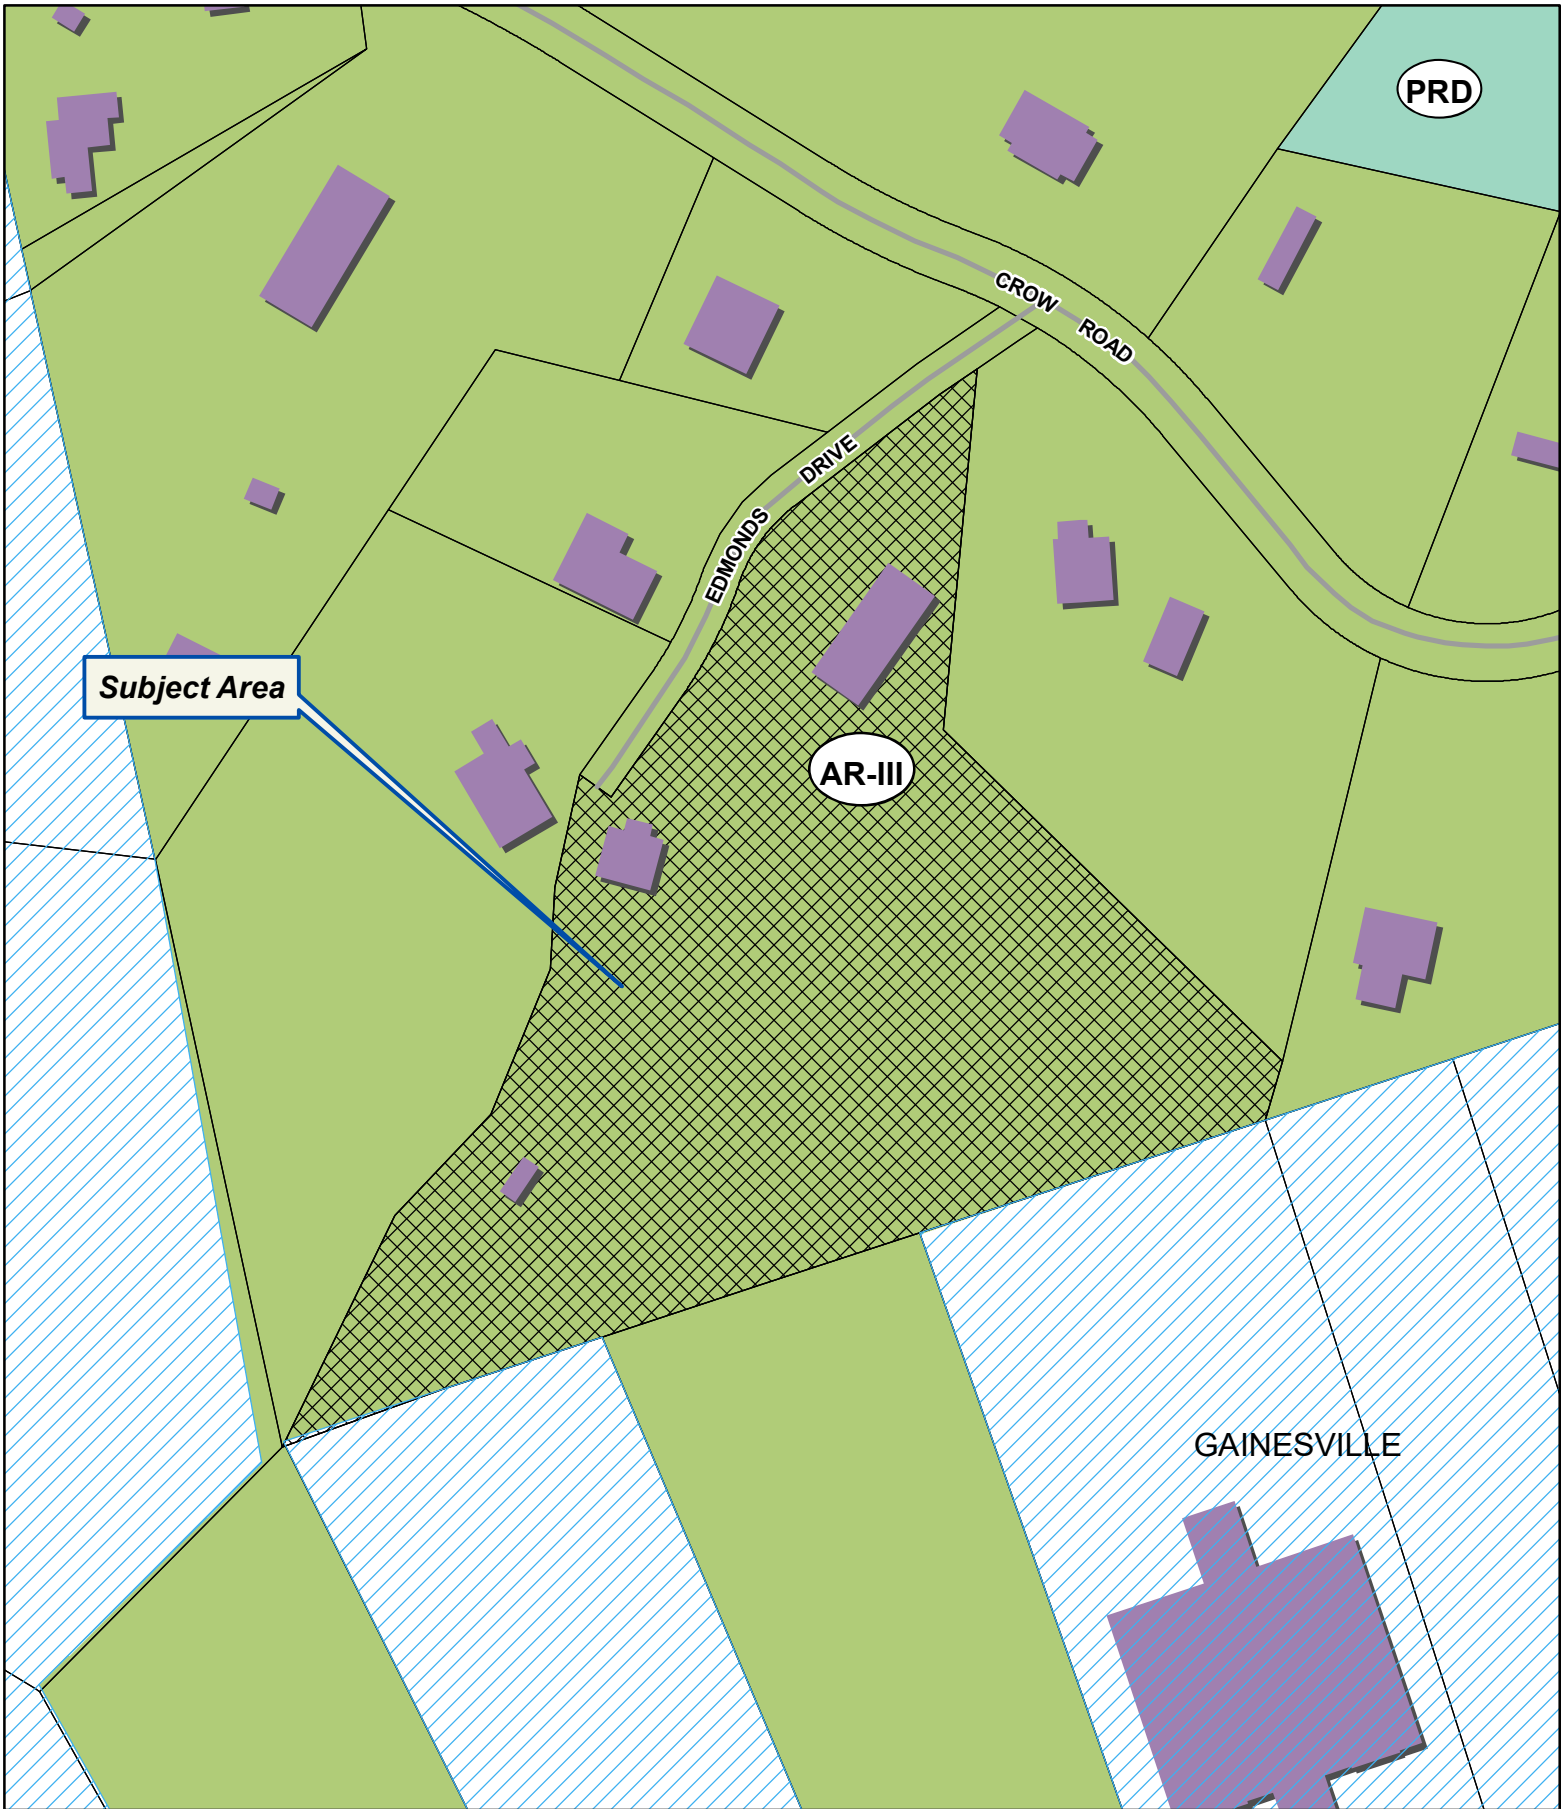 PRD
CROW
ROAD
DRIVE
EDMONDS
Subject Area
AR-III
GAINESVILLE